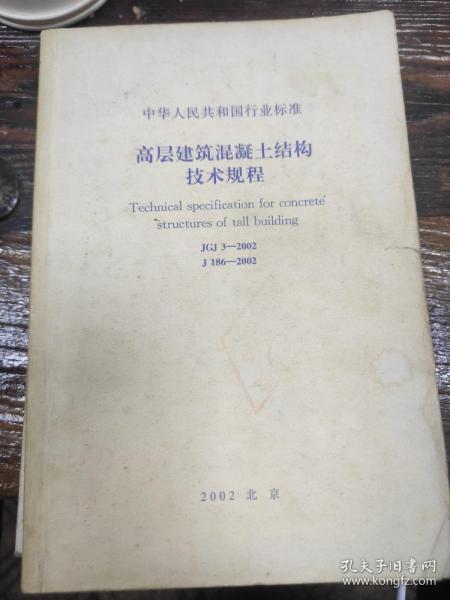 中华人民共和国行业标准
高层建筑混凝土结构
技术规程
Technical specification for concrete
structures of tall building
JGJ 3—2002
J 186—2002
2002 北 京
孔夫子旧书网
www.kongfz.com